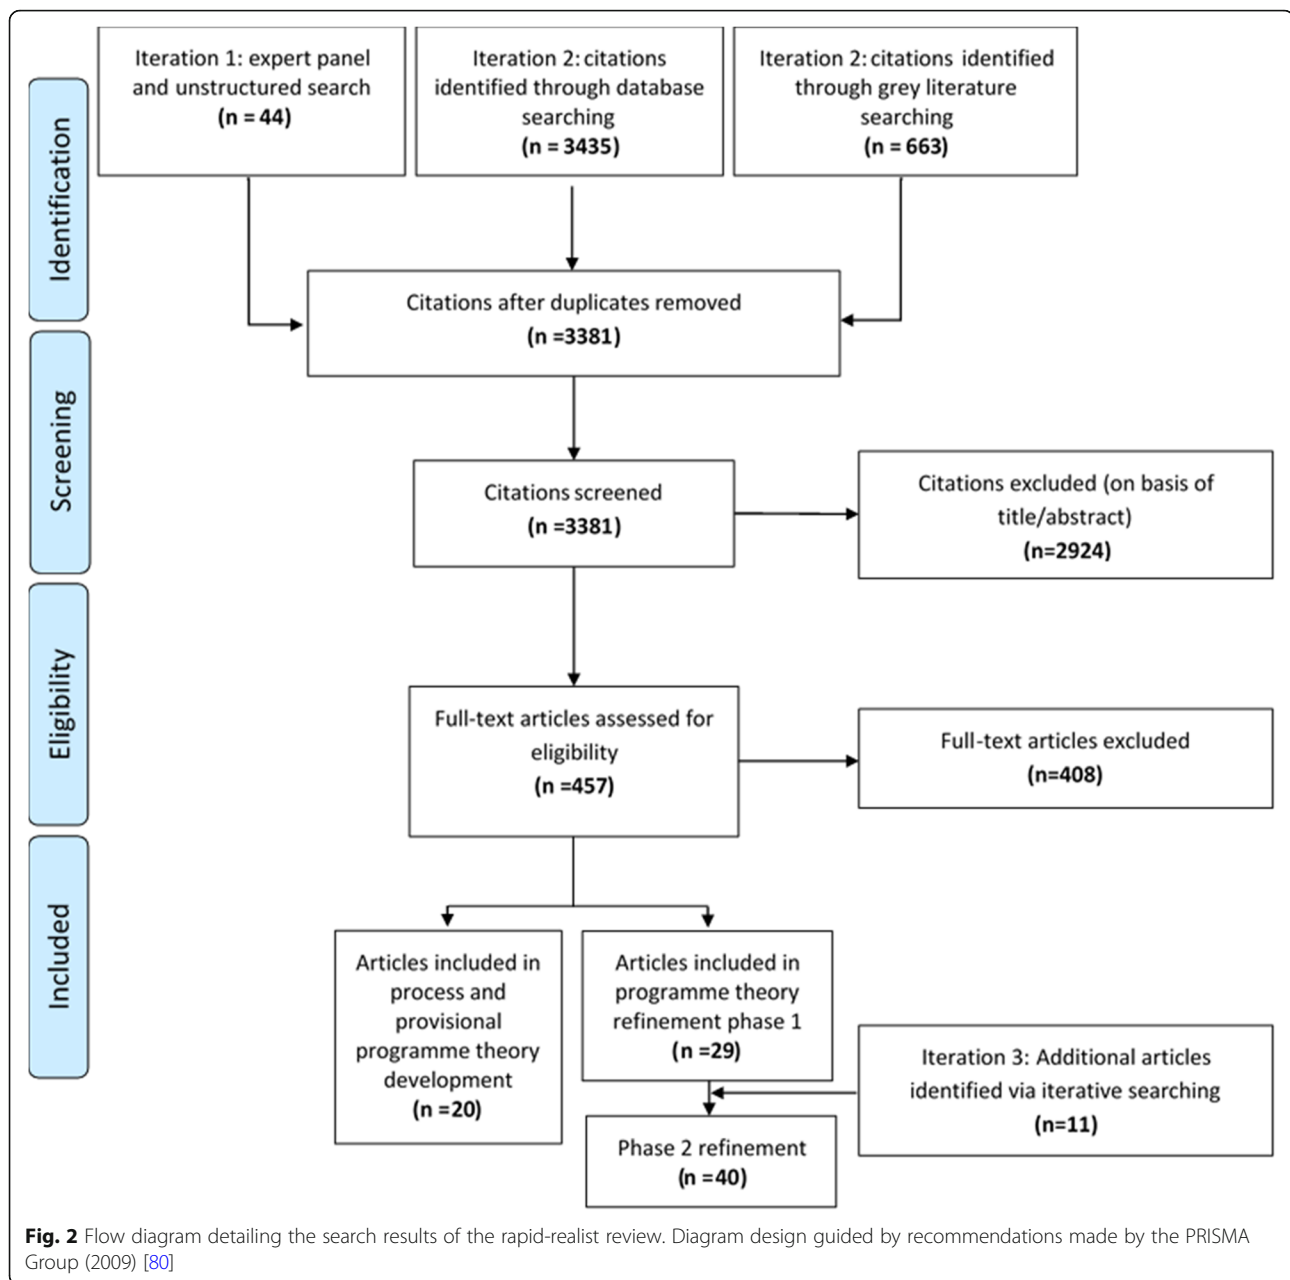 Iteration 1: expert panel
and unstructured search
(n = 44)
Iteration 2: citations
identified through database
searching
(n = 3435)
Iteration 2: citations identified
through grey literature
searching
(n = 663)
Identification
Citations after duplicates removed
(n =3381)
Screening
Citations screened
(n =3381)
Citations excluded (on basis of
title/abstract)
(n=2924)
Eligibility
Full-text articles assessed for
eligibility
(n =457)
Full-text articles excluded
(n=408)
Included
Articles included in
process and
provisional
programme theory
development
(n =20)
Articles included in
programme theory
refinement phase 1
(n =29)
Iteration 3: Additional articles
identified via iterative searching
(n=11)
Phase 2 refinement
(n =40)
Fig. 2 Flow diagram detailing the search results of the rapid-realist review. Diagram design guided by recommendations made by the PRISMA
Group (2009) [80]